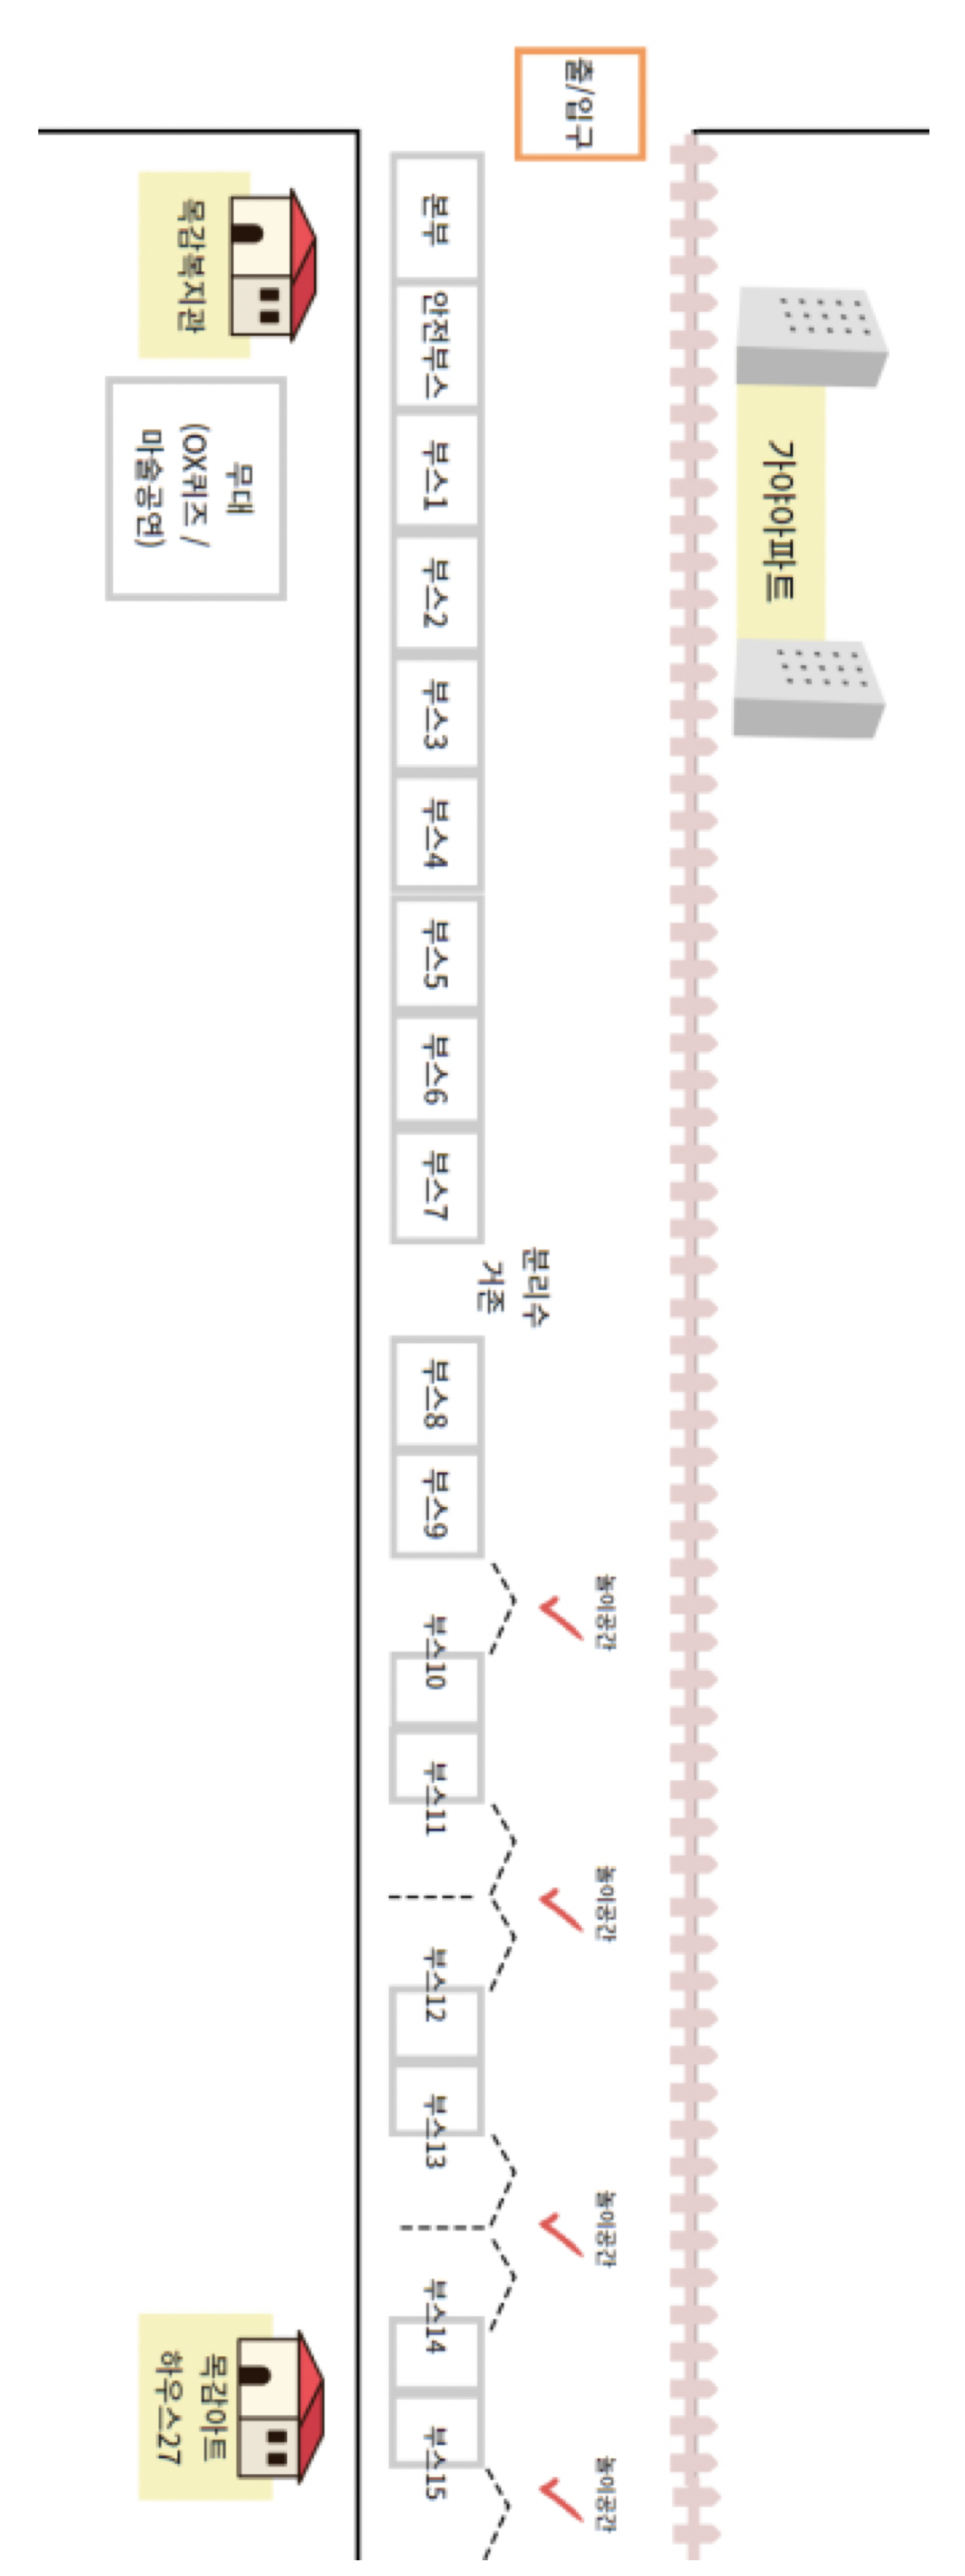 출/입구
본부
안전부스
부스1
부스2
부스3
부스4
부스5
부스6
부스7
분리수
거존
부스8
부스9
부스10
부스11
부스12
부스13
부스14
부스15
놀이공간
놀이공간
놀이공간
놀이공간
가야아파트
목감복지관
무대
(OX퀴즈 /
마술공연)
목감아트
하우스27